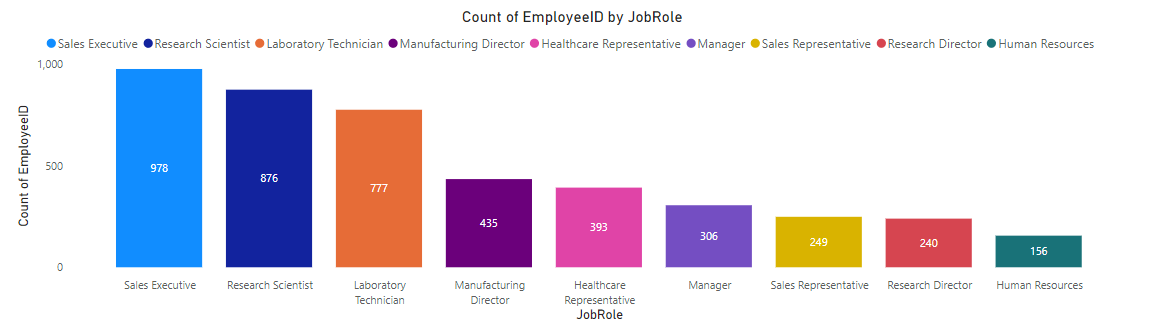 Count of EmployeeID by JobRole
Sales Executive Research Scientist Laboratory Technician Manufacturing Director Healthcare Representative Manager Sales Representative Research Director Human Resources
Count of EmployeeID
1,000
500
0
978
876
777
435
393
306
249
240
156
Sales Executive
Research Scientist
Laboratory
Technician
Manufacturing
Director
Healthcare
Representative
Manager
Sales Representative
Research Director
Human Resources
JobRole